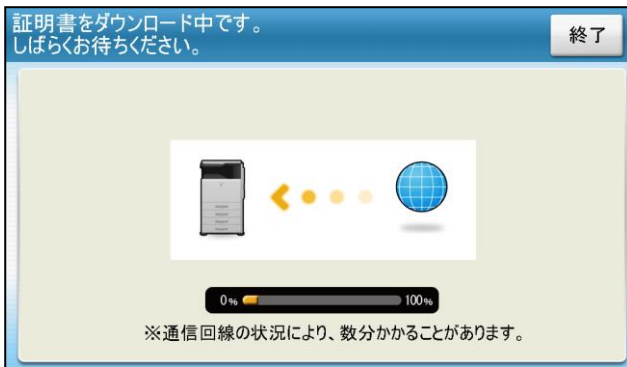 証明書をダウンロード中です。
しばらくお待ちください。
終了
0% 100%
※通信回線の状況により、数分かかることがあります。